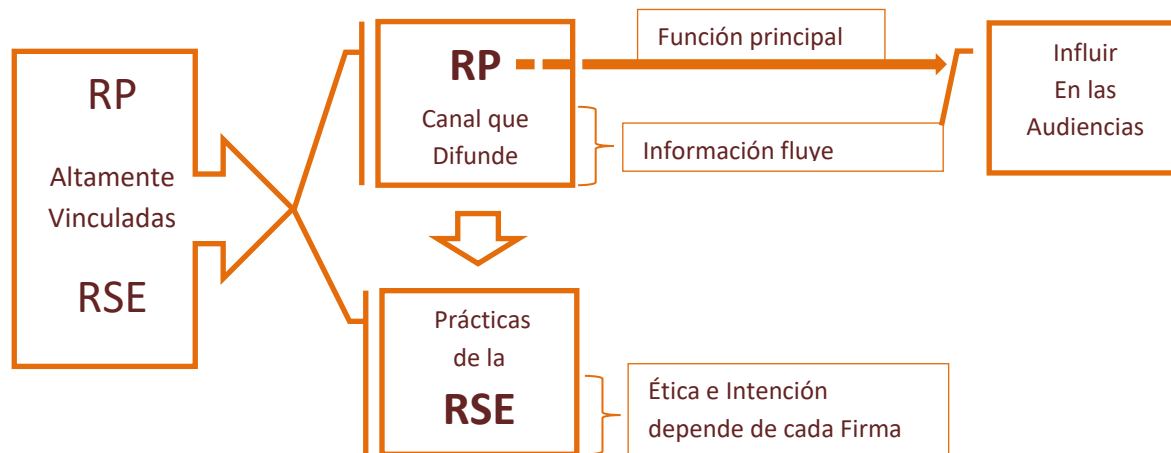 RP
Altamente
Vinculadas
RSE
RP
Canal que
Difunde
Función principal
Información fluye
Influir
En las
Audiencias
Prácticas
de la
RSE
Ética e Intención
depende de cada Firma